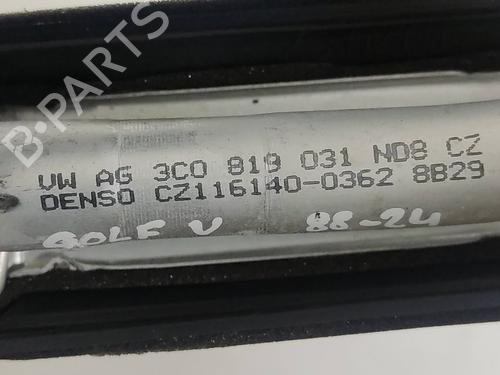 B-PARTS
VW AG 3C0 819 031 ND8 CZ
DENSO CZ116140-0362 8B29
GOLF V 88-24